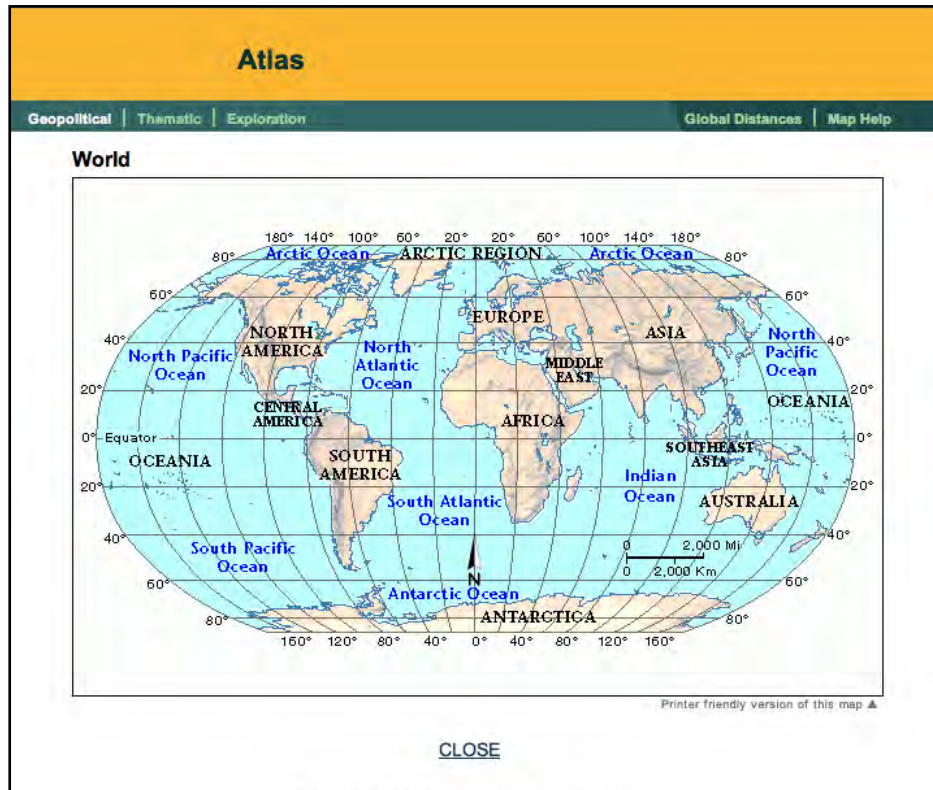 Atlas
Geopolitical | Thematic | Exploration
Global Distances | Map Help
World
180° 140° 100° 60° 20° 20° 60° 100° 140° 180°
80° Arctic Ocean ARCTIC REGION Arctic Ocean 80°
60° 60°
EUROPE
NORTH
AMERICA
ASIA
40° 40°
North Pacific
Ocean
North
Atlantic
Ocean
MIDDLE
EAST
North
Pacific
Ocean
20° 20°
CENTRAL
AMERICA
AFRICA
OCEANIA
0° Equator 0°
OCEANIA
SOUTH
AMERICA
SOUTHEAST
ASIA
Indian
Ocean
20° 20°
South Atlantic
Ocean
AUSTRALIA
40° 40°
South Pacific
Ocean
0 2,000 Mi
0 2,000 Km
N
60° 60°
Antarctic Ocean
ANTARCTICA
80° 80°
160° 120° 80° 40° 0° 40° 80° 120° 160°
Printer friendly version of this map ▲
CLOSE